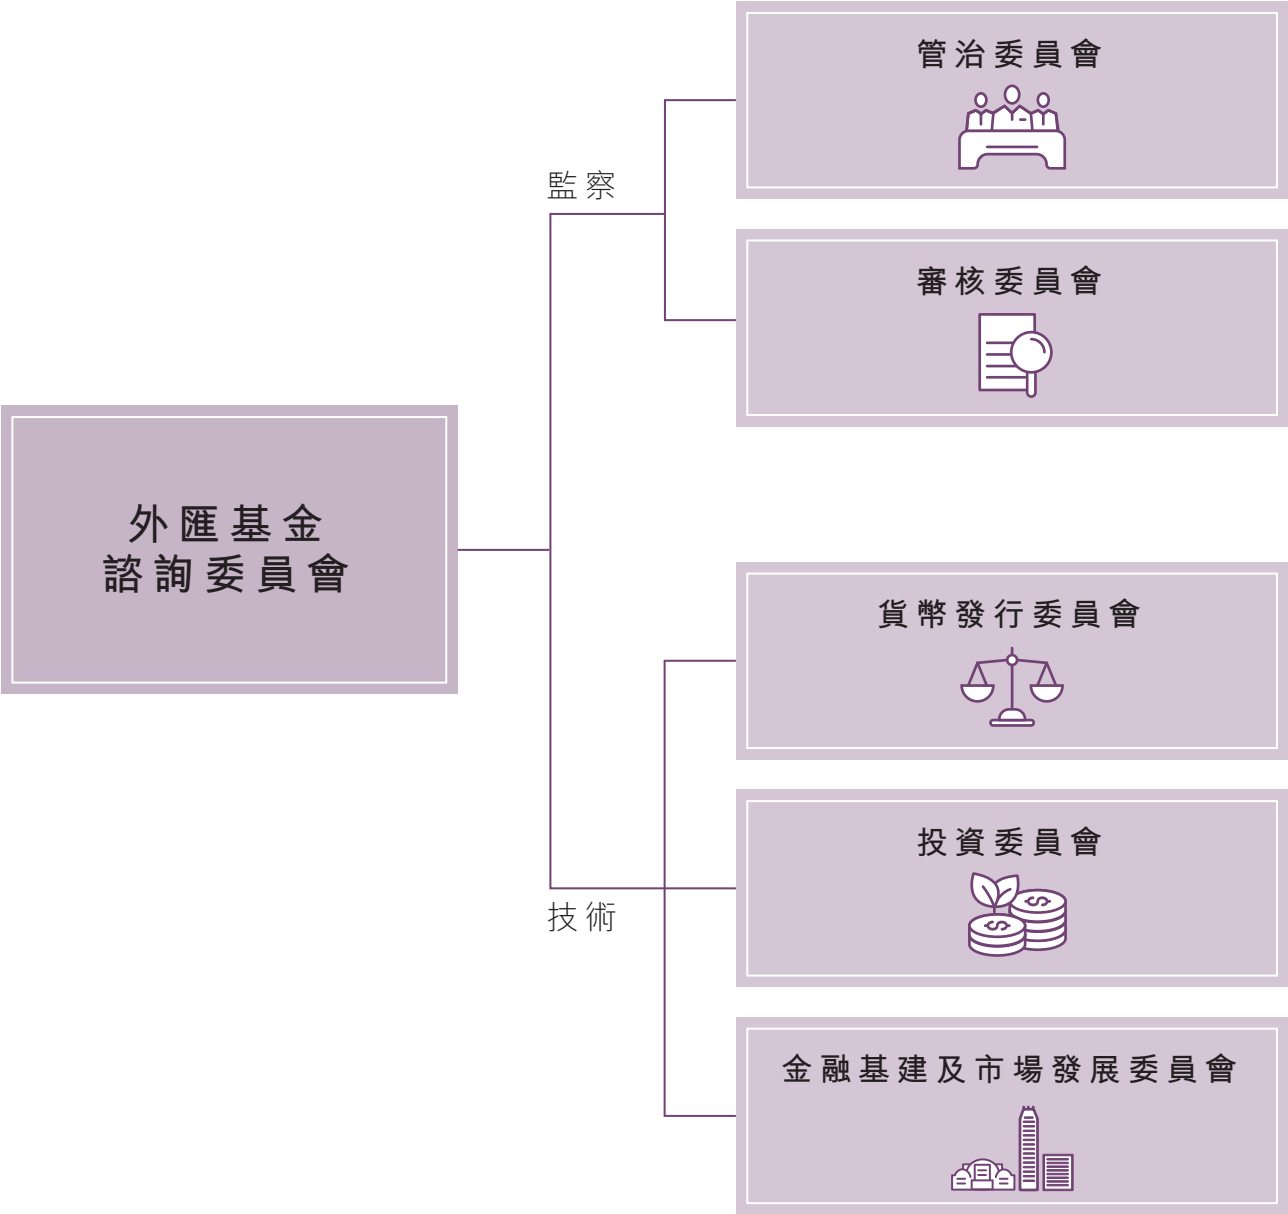 管治委員會
監察
審核委員會
外匯基金
諮詢委員會
貨幣發行委員會
投資委員會
技術
金融基建及市場發展委員會